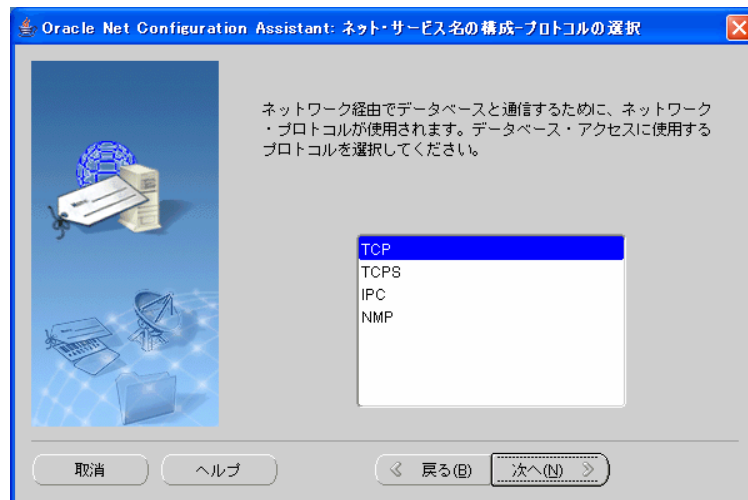 Oracle Net Configuration Assistant: ネット・サービス名の構成-プロトコルの選択
ネットワーク経由でデータベースと通信するために、ネットワーク
・プロトコルが使用されます。データベース・アクセスに使用する
プロトコルを選択してください。
TCP
TCPS
IPC
NMP
取消
ヘルプ
戻る(B)
次へ(N)